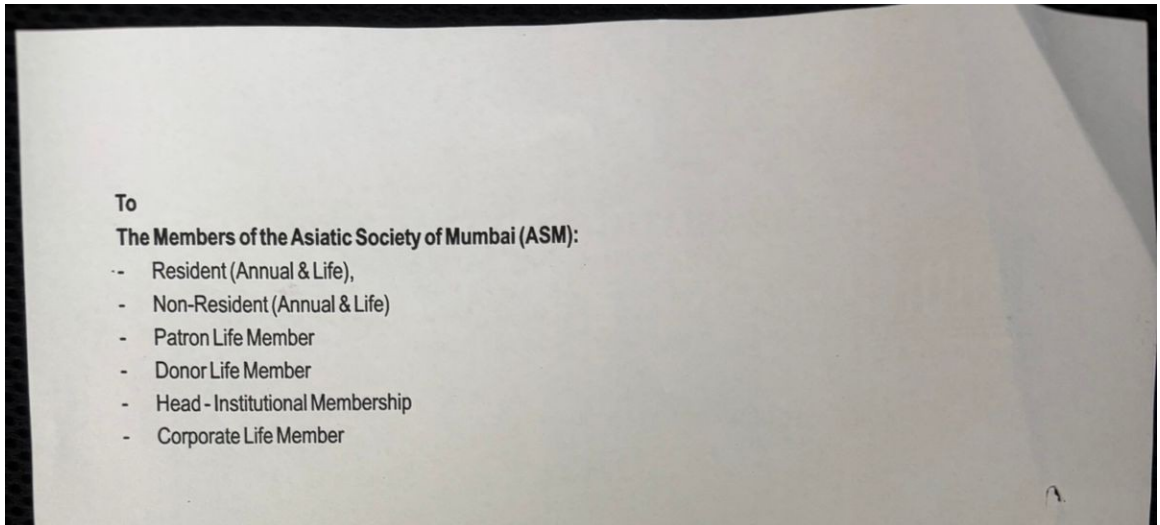 To
The Members of the Asiatic Society of Mumbai (ASM):
- Resident (Annual & Life),
- Non-Resident (Annual & Life)
- Patron Life Member
- Donor Life Member
- Head - Institutional Membership
- Corporate Life Member